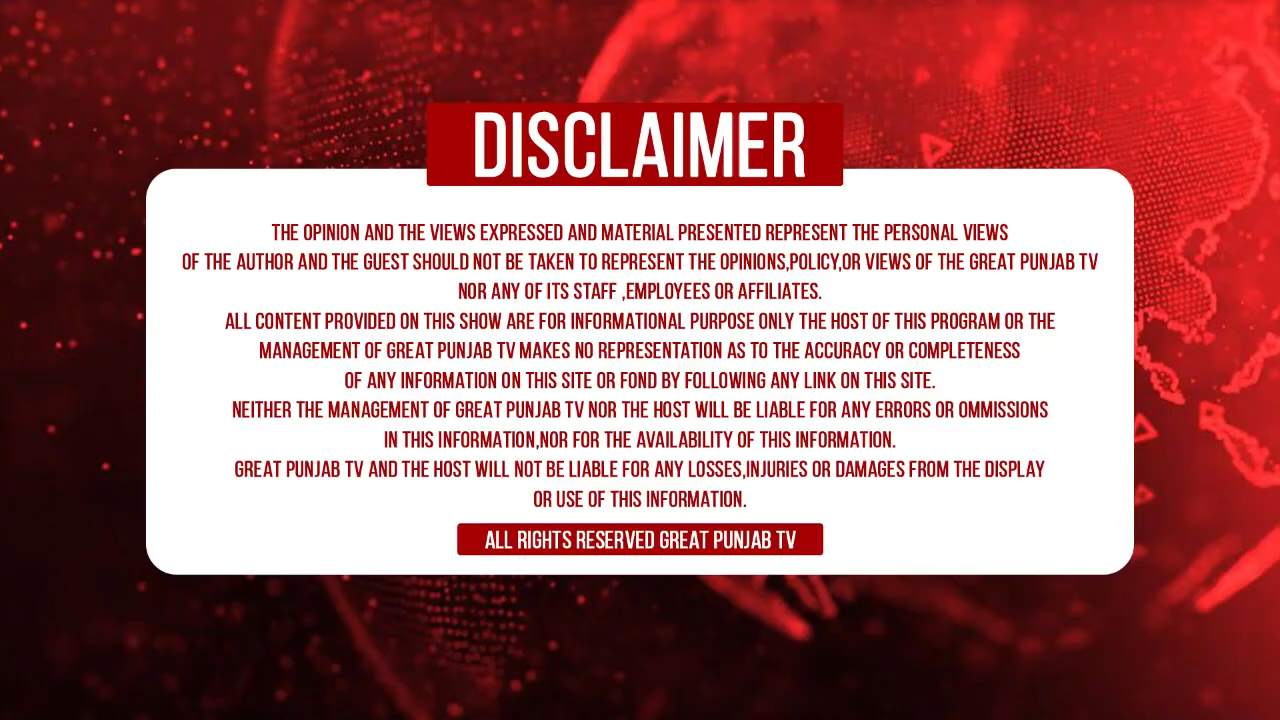 DISCLAIMER
THE OPINION AND THE VIEWS EXPRESSED AND MATERIAL PRESENTED REPRESENT THE PERSONAL VIEWS
OF THE AUTHOR AND THE GUEST SHOULD NOT BE TAKEN TO REPRESENT THE OPINIONS,POLICY,OR VIEWS OF THE GREAT PUNJAB TV
NOR ANY OF ITS STAFF ,EMPLOYEES OR AFFILIATES.
ALL CONTENT PROVIDED ON THIS SHOW ARE FOR INFORMATIONAL PURPOSE ONLY THE HOST OF THIS PROGRAM OR THE
MANAGEMENT OF GREAT PUNJAB TV MAKES NO REPRESENTATION AS TO THE ACCURACY OR COMPLETENESS
OF ANY INFORMATION ON THIS SITE OR FOND BY FOLLOWING ANY LINK ON THIS SITE.
NEITHER THE MANAGEMENT OF GREAT PUNJAB TV NOR THE HOST WILL BE LIABLE FOR ANY ERRORS OR OMMISSIONS
IN THIS INFORMATION,NOR FOR THE AVAILABILITY OF THIS INFORMATION.
GREAT PUNJAB TV AND THE HOST WILL NOT BE LIABLE FOR ANY LOSSES,INJURIES OR DAMAGES FROM THE DISPLAY
OR USE OF THIS INFORMATION.
ALL RIGHTS RESERVED GREAT PUNJAB TV